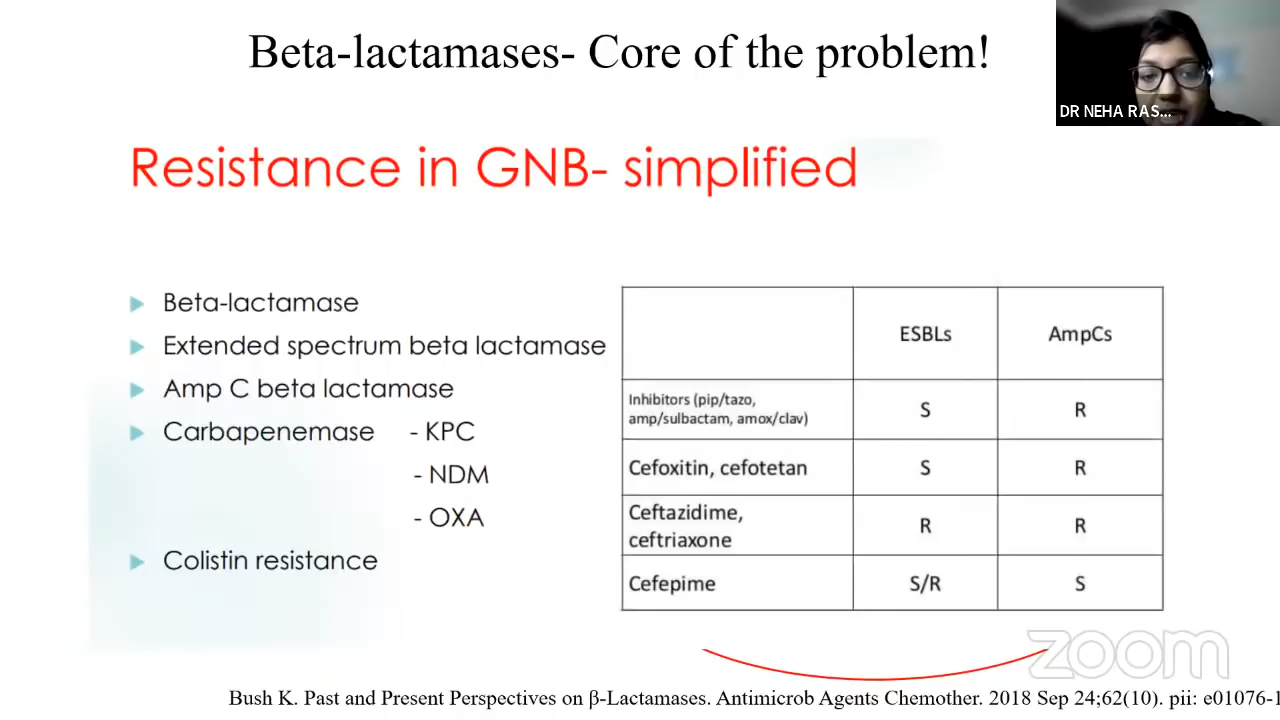 Beta-lactamases- Core of the problem!
DR NEHA RAS...
Resistance in GNB- simplified
Beta-lactamase
Extended spectrum beta lactamase
Amp C beta lactamase
Carbapenemase - KPC
- NDM
- OXA
Colistin resistance
ESBLs AmpCs
Inhibitors (pip/tazo,
amp/sulbactam, amox/clav) S R
Cefoxitin, cefotetan S R
Ceftazidime,
ceftriaxone R R
Cefepime S/R S
zoom
Bush K. Past and Present Perspectives on β-Lactamases. Antimicrob Agents Chemother. 2018 Sep 24;62(10). pii: e01076-1